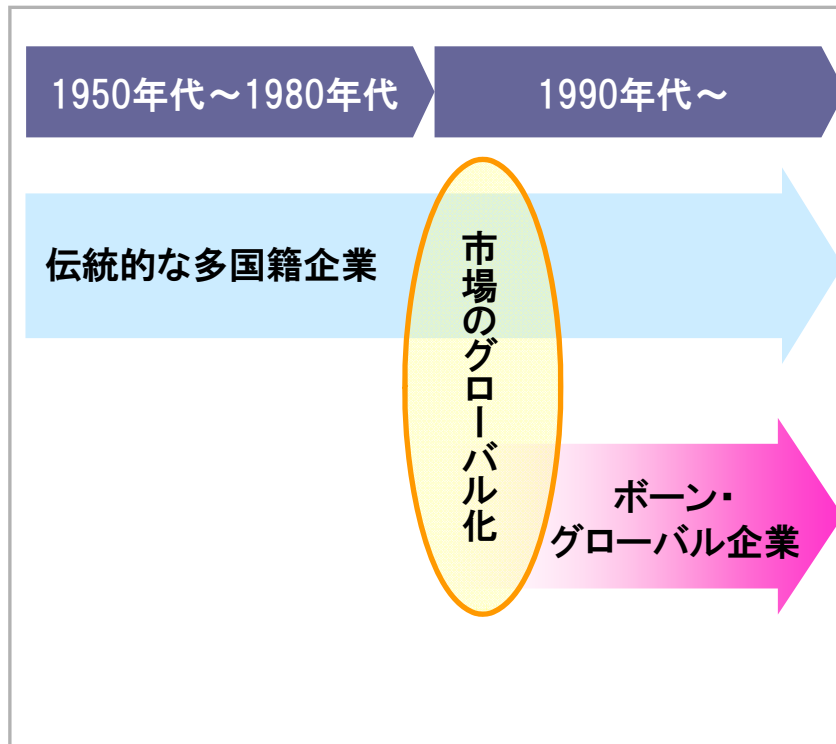 1950年代～1980年代
1990年代～
伝統的な多国籍企業
市場のグローバル化
ボーン・
グローバル企業